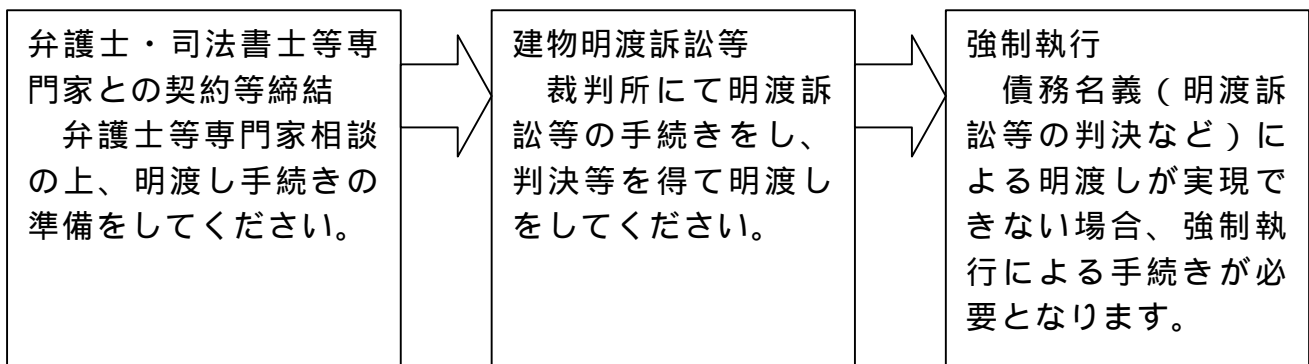 弁護士・司法書士等専
門家との契約等締結
　弁護士等専門家相談
の上、明渡し手続きの
準備をしてください。
建物明渡訴訟等
　裁判所にて明渡訴
訟等の手続きをし、
判決等を得て明渡し
をしてください。
強制執行
　債務名義（明渡訴
訟等の判決など）に
よる明渡しが実現で
きない場合、強制執
行による手続きが必
要となります。